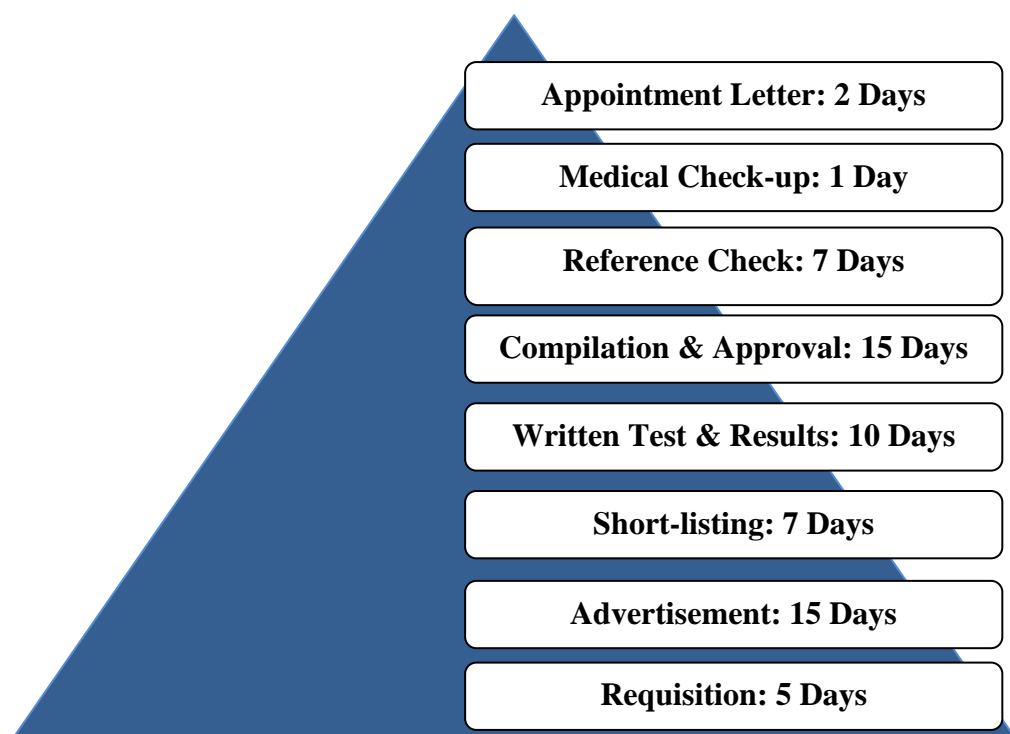 Appointment Letter: 2 Days
Medical Check-up: 1 Day
Reference Check: 7 Days
Compilation & Approval: 15 Days
Written Test & Results: 10 Days
Short-listing: 7 Days
Advertisement: 15 Days
Requisition: 5 Days